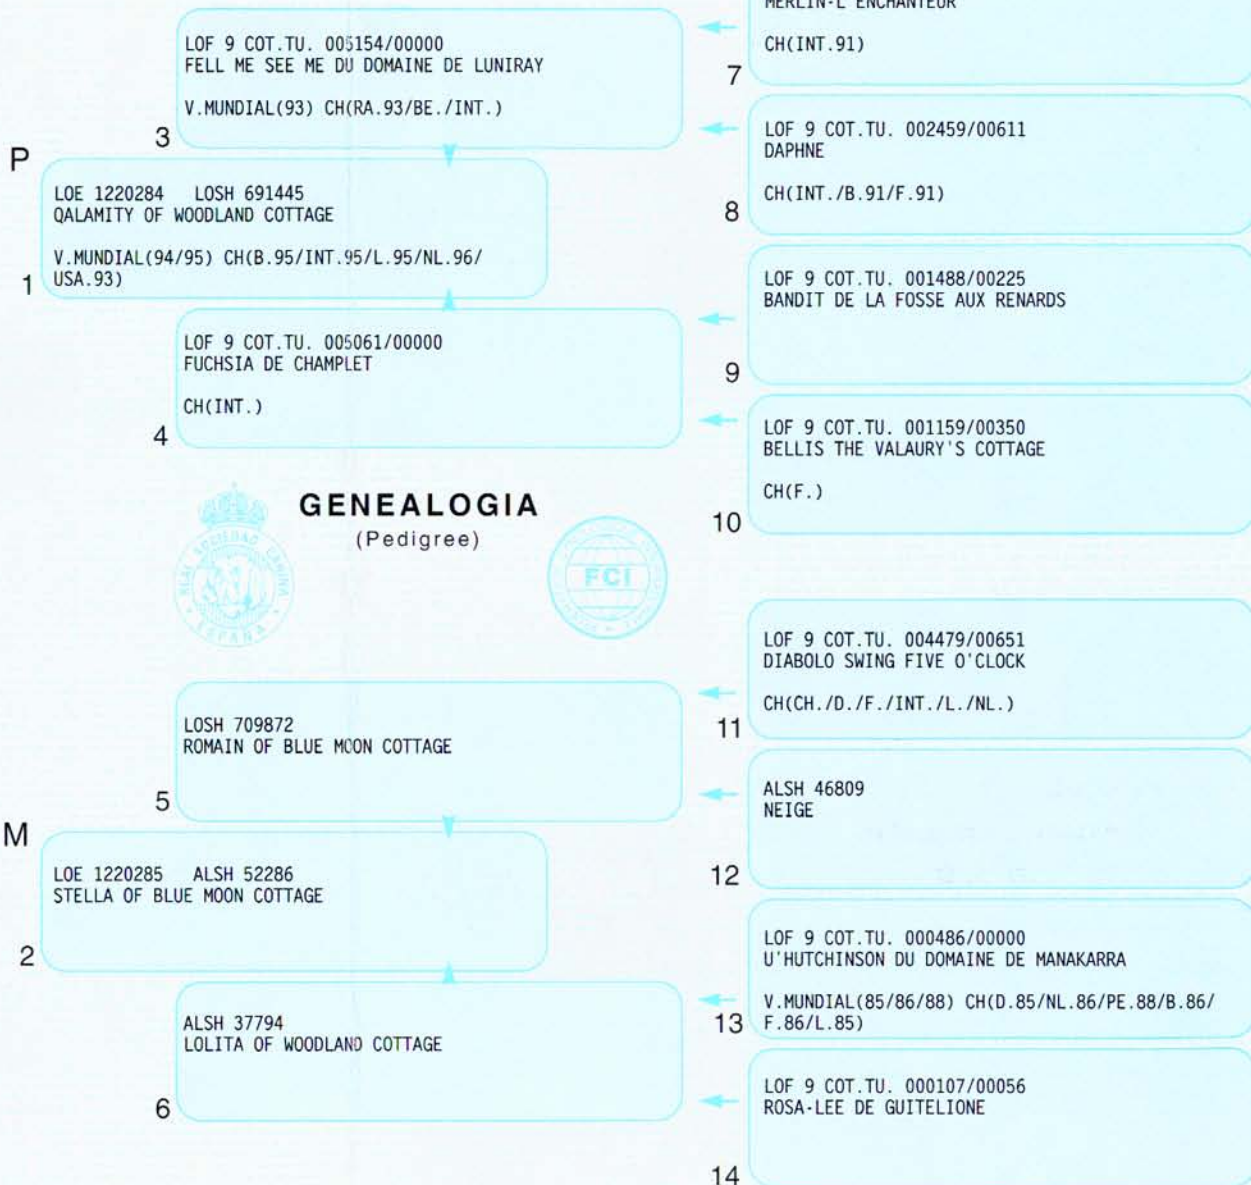 MERLIN-L'ENCHANTEUR
CH(INT.91)
7
LOF 9 COT.TU. 005154/00000
FELL ME SEE ME DU DOMAINE DE LUNIRAY
V.MUNDIAL(93) CH(RA.93/BE./INT.)
3
LOF 9 COT.TU. 002459/00611
DAPHNE
CH(INT./B.91/F.91)
8
P
LOE 1220284 LOSH 691445
QALAMITY OF WOODLAND COTTAGE
V.MUNDIAL(94/95) CH(B.95/INT.95/L.95/NL.96/
USA.93)
1
LOF 9 COT.TU. 001488/00225
BANDIT DE LA FOSSE AUX RENARDS
9
LOF 9 COT.TU. 005061/00000
FUCHSIA DE CHAMPLET
CH(INT.)
4
LOF 9 COT.TU. 001159/00350
BELLIS THE VALAURY'S COTTAGE
CH(F.)
10
GENEALOGIA
(Pedigree)
REAL SOCIEDAD CANINA
ESPAÑA
FCI
LOF 9 COT.TU. 004479/00651
DIABOLO SWING FIVE O'CLOCK
CH(CH./D./F./INT./L./NL.)
11
LOSH 709872
ROMAIN OF BLUE MOON COTTAGE
5
ALSH 46809
NEIGE
12
M
LOE 1220285 ALSH 52286
STELLA OF BLUE MOON COTTAGE
2
LOF 9 COT.TU. 000486/00000
U'HUTCHINSON DU DOMAINE DE MANAKARRA
V.MUNDIAL(85/86/88) CH(D.85/NL.86/PE.88/B.86/
F.86/L.85)
13
ALSH 37794
LOLITA OF WOODLAND COTTAGE
6
LOF 9 COT.TU. 000107/00056
ROSA-LEE DE GUITELIONE
14